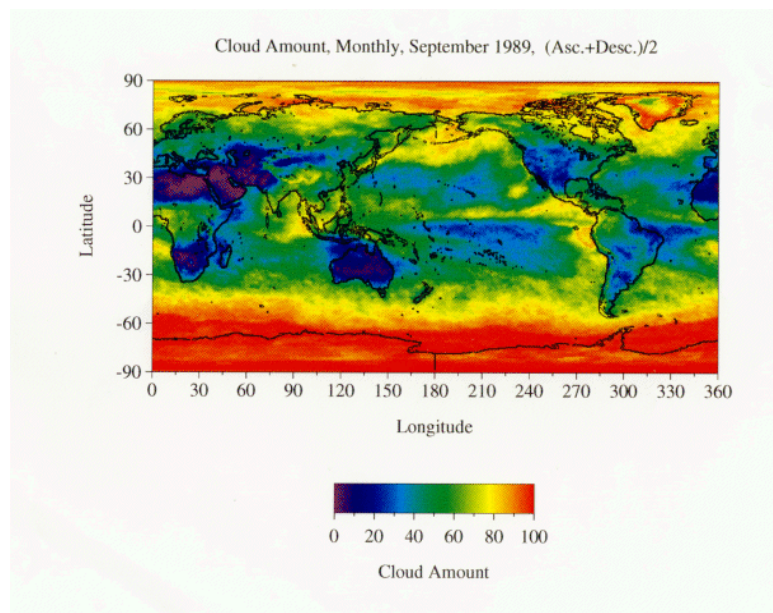 Cloud Amount, Monthly, September 1989, (Asc.+Desc.)/2
90
60
30
0
-30
-60
-90
Latitude
0 30 60 90 120 150 180 210 240 270 300 330 360
Longitude
0 20 40 60 80 100
Cloud Amount